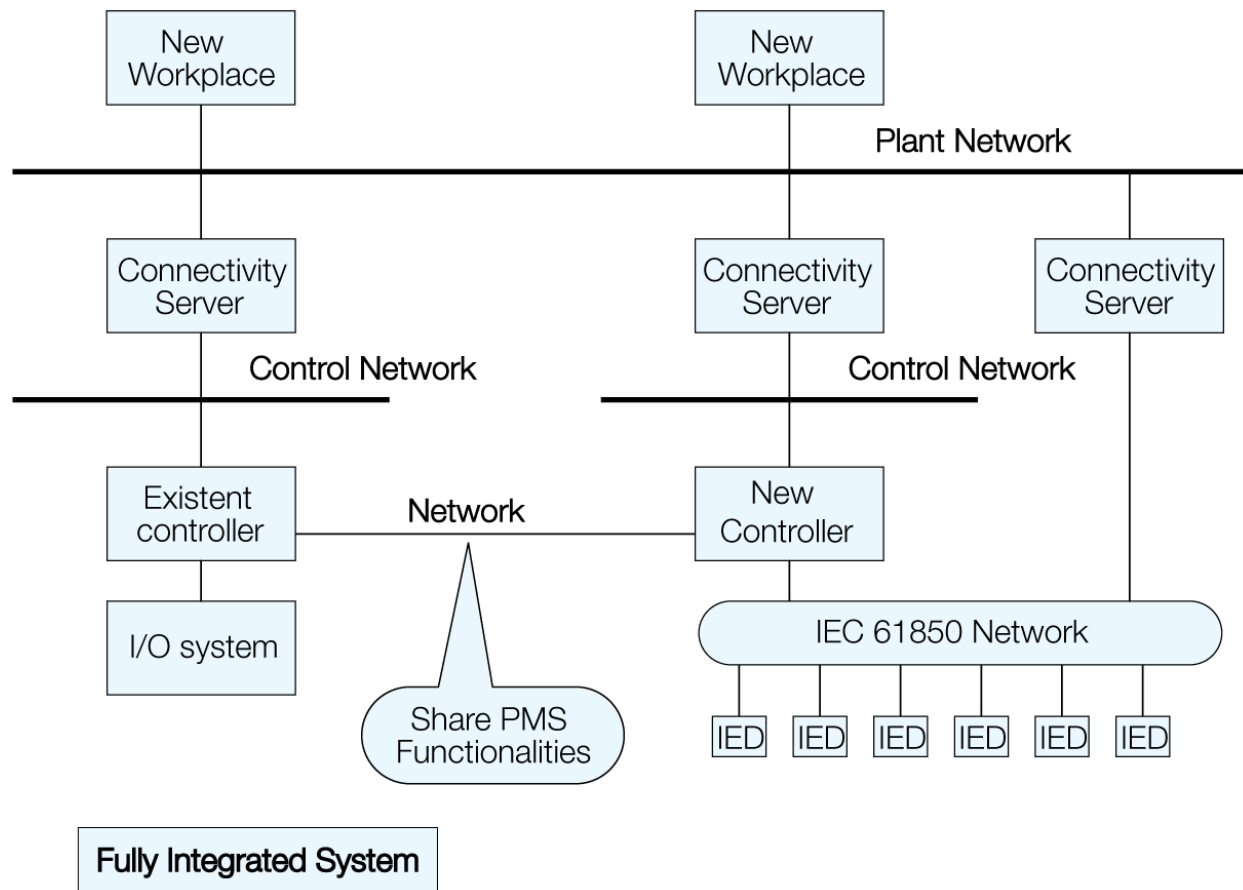 New
Workplace
New
Workplace
Plant Network
Connectivity
Server
Connectivity
Server
Connectivity
Server
Control Network
Control Network
Existent
controller
Network
New
Controller
I/O system
IEC 61850 Network
Share PMS
Functionalities
IED
IED
IED
IED
IED
IED
Fully Integrated System